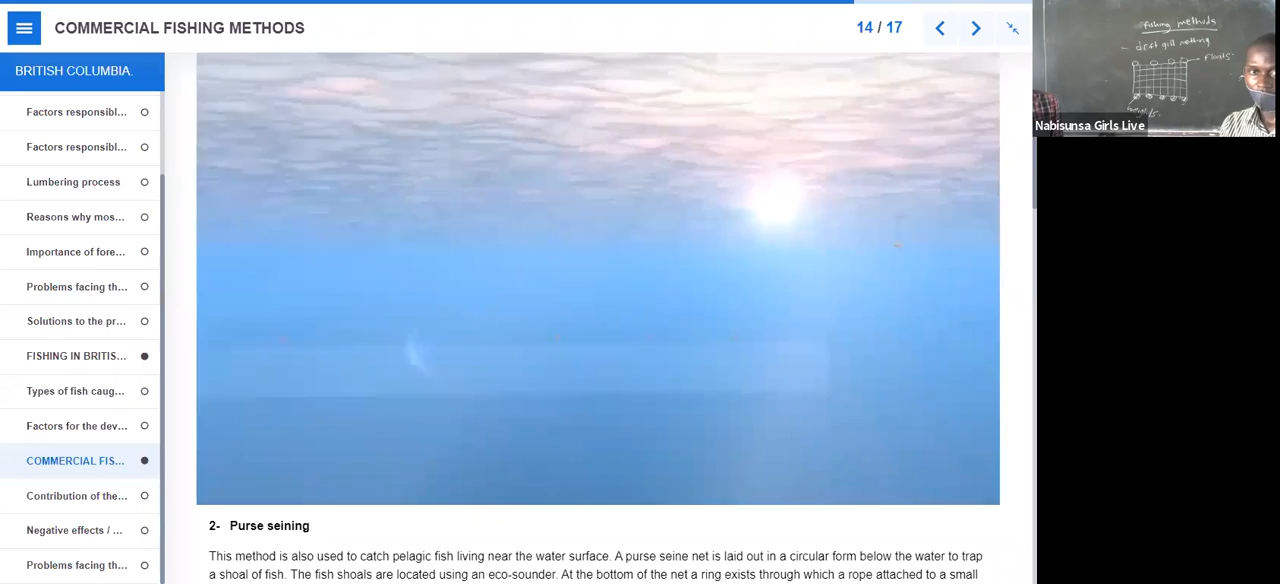 COMMERCIAL FISHING METHODS
14 / 17
BRITISH COLUMBIA.
Factors responsibl...
Factors responsibl...
Lumbering process
Reasons why mos...
Importance of fore...
Problems facing th...
Solutions to the pr...
FISHING IN BRITIS...
Types of fish caug...
Factors for the dev...
COMMERCIAL FIS...
Contribution of the...
Negative effects / ...
Problems facing th...
2- Purse seining
This method is also used to catch pelagic fish living near the water surface. A purse seine net is laid out in a circular form below the water to trap
a shoal of fish. The fish shoals are located using an eco-sounder. At the bottom of the net a ring exists through which a rope attached to a small
Fishing methods
- drift gill netting
Floats
Nabisunsa Girls Live